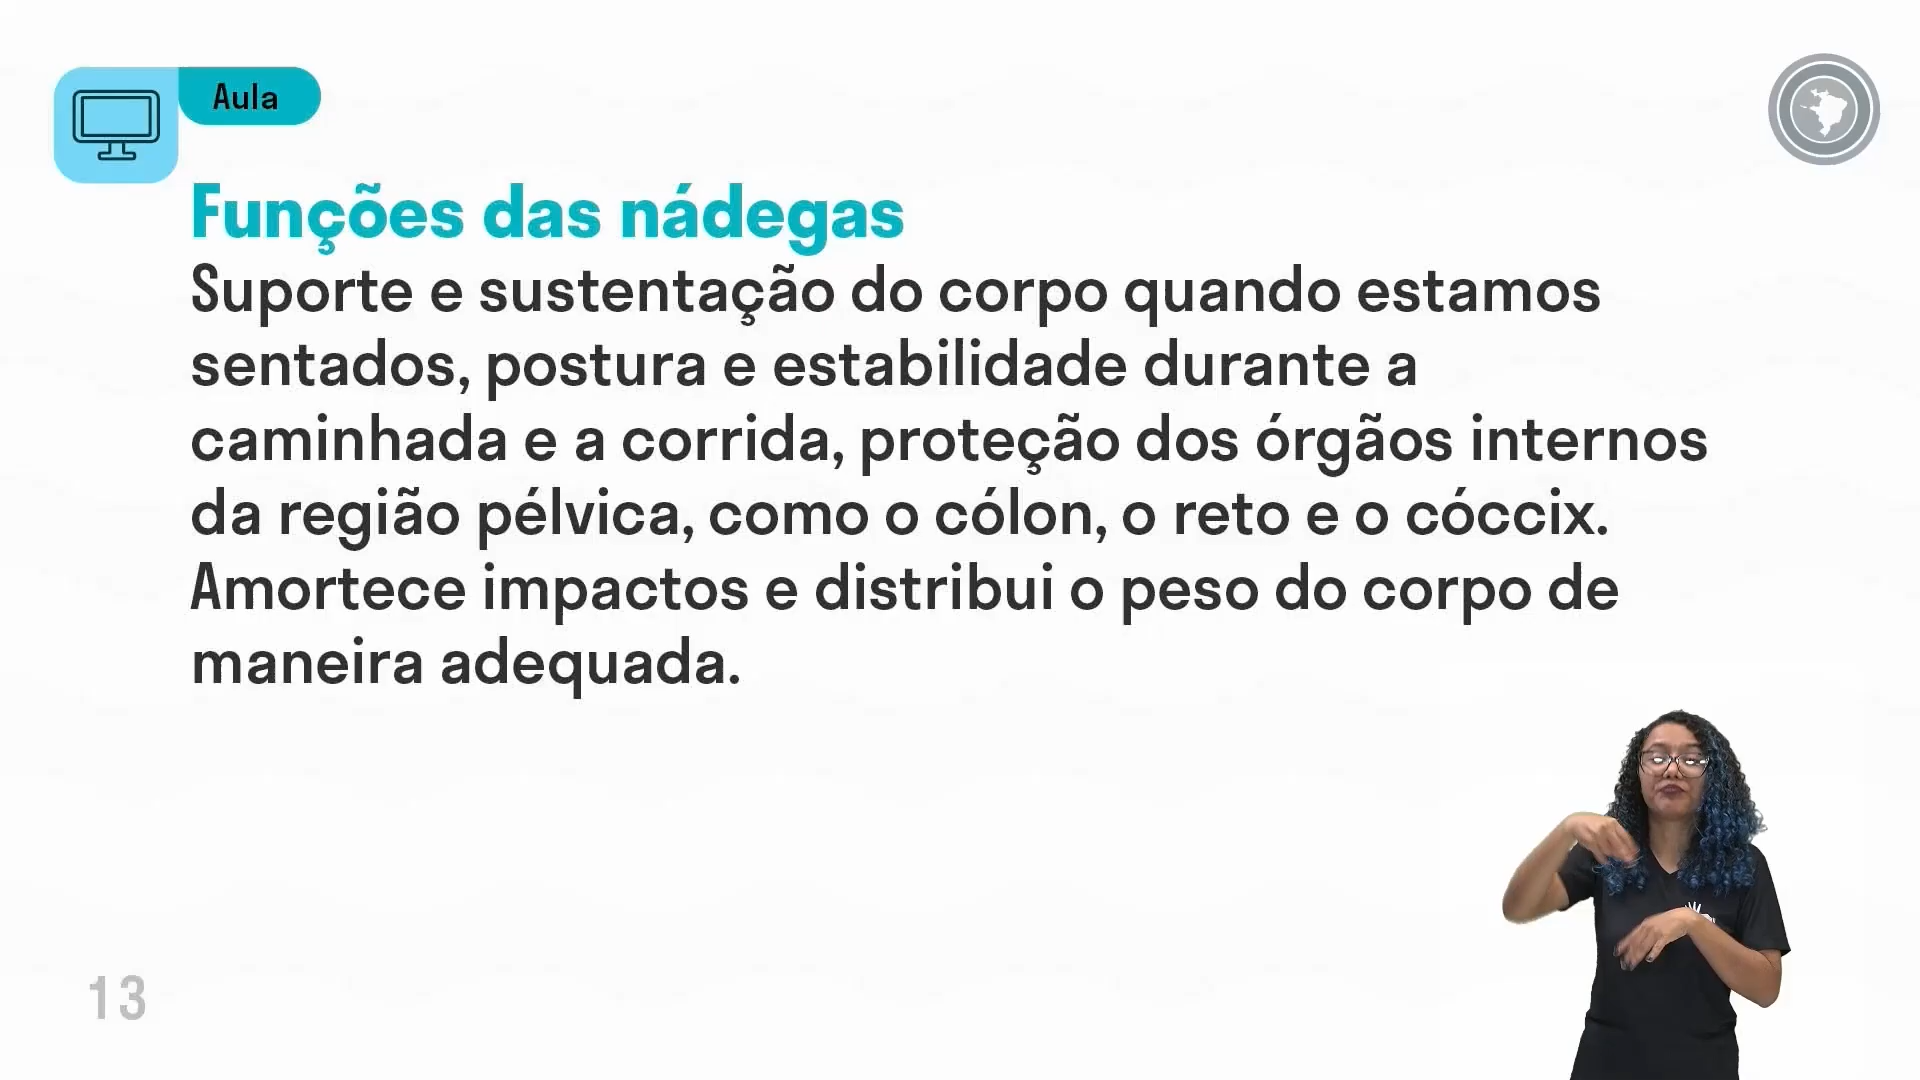 Aula
Funções das nádegas
Suporte e sustentação do corpo quando estamos
sentados, postura e estabilidade durante a
caminhada e a corrida, proteção dos órgãos internos
da região pélvica, como o cólon, o reto e o cóccix.
Amortece impactos e distribui o peso do corpo de
maneira adequada.
13